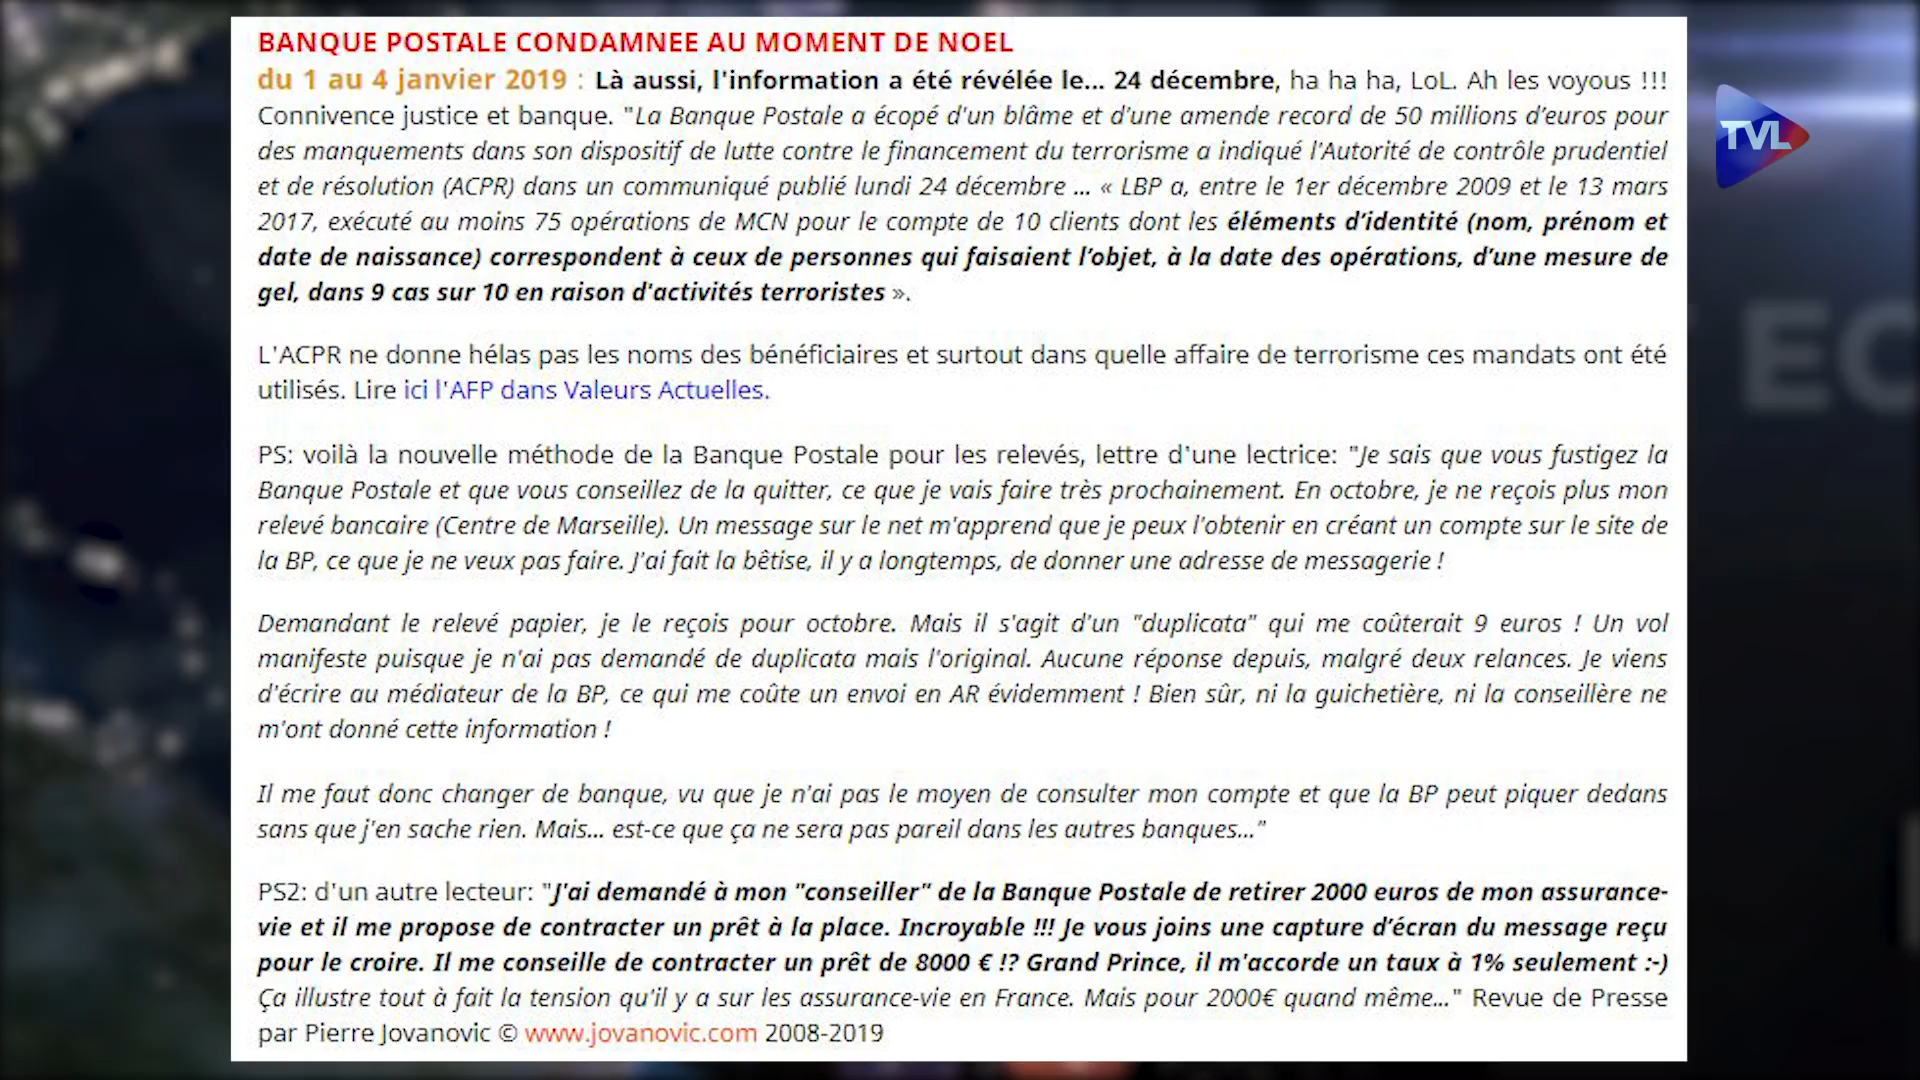 BANQUE POSTALE CONDAMNEE AU MOMENT DE NOEL
du 1 au 4 janvier 2019 : Là aussi, l'information a été révélée le... 24 décembre, ha ha ha, LoL. Ah les voyous !!!
Connivence justice et banque. "La Banque Postale a écopé d'un blâme et d'une amende record de 50 millions d'euros pour
des manquements dans son dispositif de lutte contre le financement du terrorisme a indiqué l'Autorité de contrôle prudentiel
et de résolution (ACPR) dans un communiqué publié lundi 24 décembre ... « LBP a, entre le 1er décembre 2009 et le 13 mars
2017, exécuté au moins 75 opérations de MCN pour le compte de 10 clients dont les éléments d’identité (nom, prénom et
date de naissance) correspondent à ceux de personnes qui faisaient l’objet, à la date des opérations, d’une mesure de
gel, dans 9 cas sur 10 en raison d'activités terroristes ».
L'ACPR ne donne hélas pas les noms des bénéficiaires et surtout dans quelle affaire de terrorisme ces mandats ont été
utilisés. Lire ici l'AFP dans Valeurs Actuelles.
PS: voilà la nouvelle méthode de la Banque Postale pour les relevés, lettre d'une lectrice: "Je sais que vous fustigez la
Banque Postale et que vous conseillez de la quitter, ce que je vais faire très prochainement. En octobre, je ne reçois plus mon
relevé bancaire (Centre de Marseille). Un message sur le net m'apprend que je peux l'obtenir en créant un compte sur le site de
la BP, ce que je ne veux pas faire. J'ai fait la bêtise, il y a longtemps, de donner une adresse de messagerie !
Demandant le relevé papier, je le reçois pour octobre. Mais il s'agit d'un "duplicata" qui me coûterait 9 euros ! Un vol
manifeste puisque je n'ai pas demandé de duplicata mais l'original. Aucune réponse depuis, malgré deux relances. Je viens
d'écrire au médiateur de la BP, ce qui me coûte un envoi en AR évidemment ! Bien sûr, ni la guichetière, ni la conseillère ne
m'ont donné cette information !
Il me faut donc changer de banque, vu que je n'ai pas le moyen de consulter mon compte et que la BP peut piquer dedans
sans que j'en sache rien. Mais... est-ce que ça ne sera pas pareil dans les autres banques..."
PS2: d'un autre lecteur: "J'ai demandé à mon "conseiller" de la Banque Postale de retirer 2000 euros de mon assurance-
vie et il me propose de contracter un prêt à la place. Incroyable !!! Je vous joins une capture d’écran du message reçu
pour le croire. Il me conseille de contracter un prêt de 8000 € !? Grand Prince, il m'accorde un taux à 1% seulement :-)
Ça illustre tout à fait la tension qu'il y a sur les assurance-vie en France. Mais pour 2000€ quand même..." Revue de Presse
par Pierre Jovanovic © www.jovanovic.com 2008-2019
TVL
EC